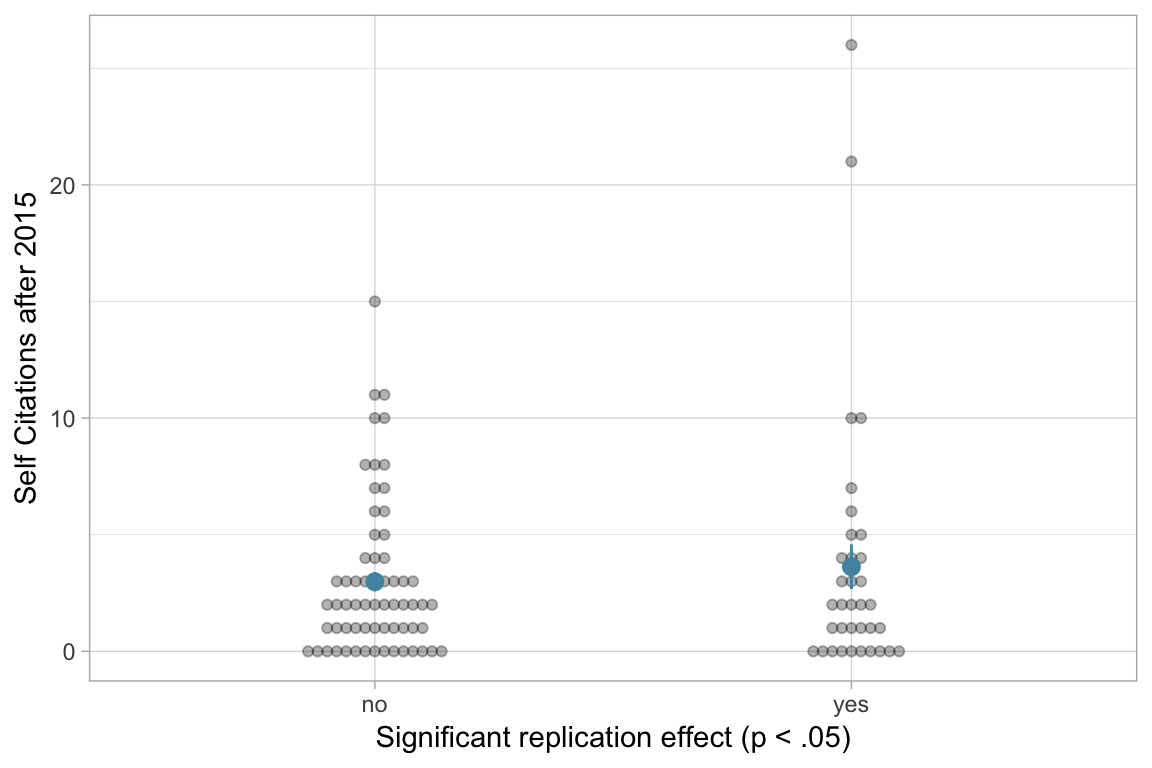 Self Citations after 2015
20
10
0
no
yes
Significant replication effect (p < .05)